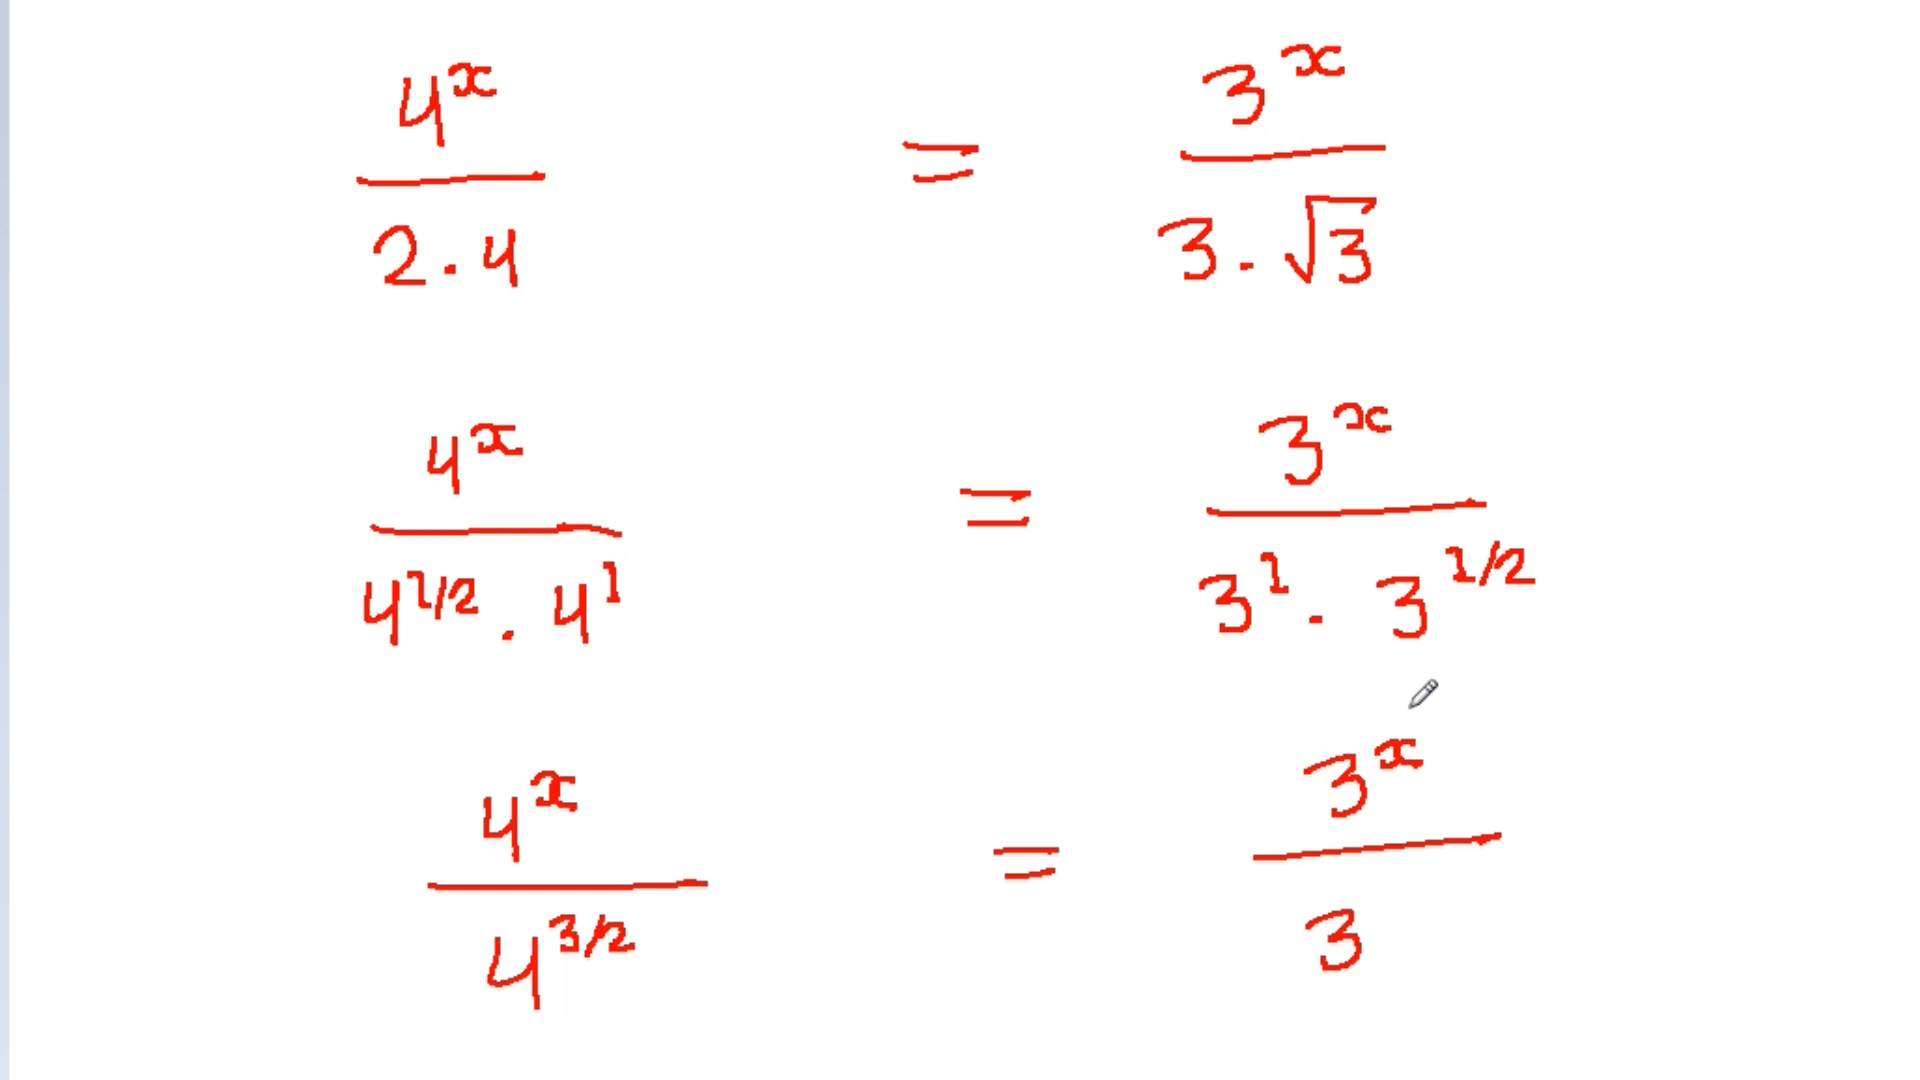 4^x / (2 · 4) = 3^x / (3 · √3)
4^x / (4^1/2 · 4^1) = 3^x / (3^1 · 3^1/2)
4^x / 4^3/2 = 3^x / 3